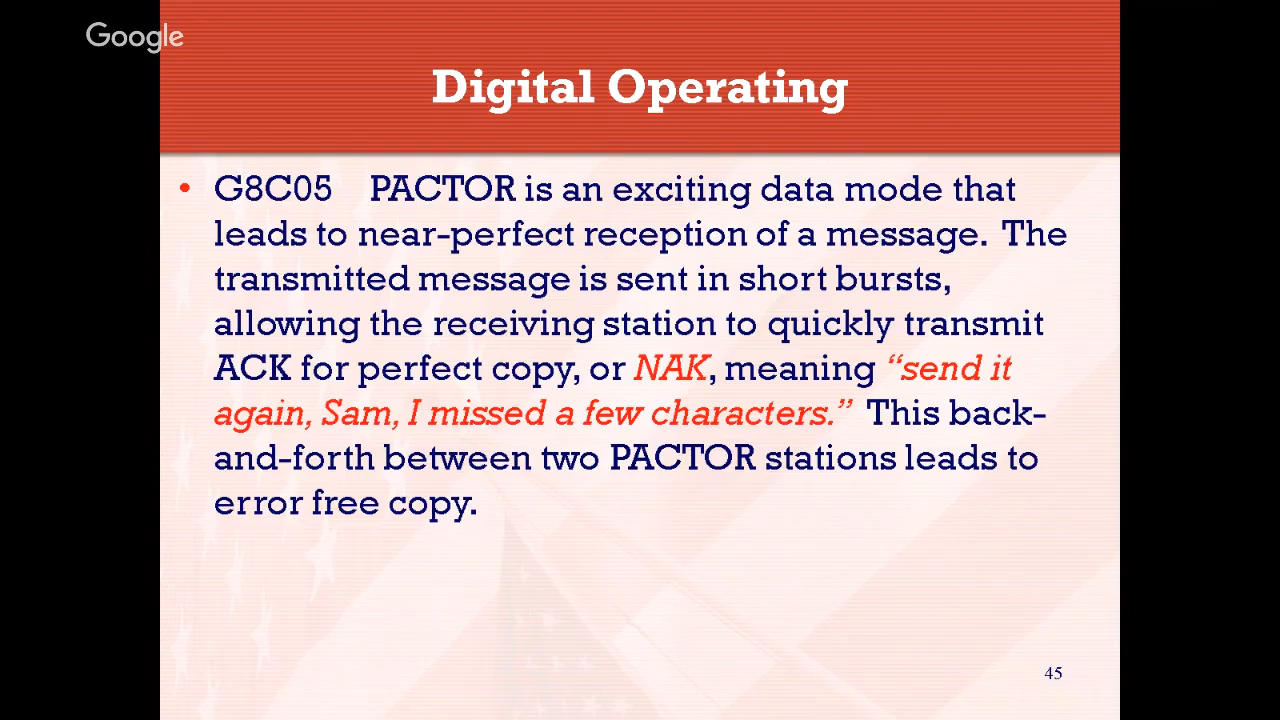 Google
Digital Operating
• G8C05 PACTOR is an exciting data mode that
leads to near-perfect reception of a message. The
transmitted message is sent in short bursts,
allowing the receiving station to quickly transmit
ACK for perfect copy, or NAK, meaning “send it
again, Sam, I missed a few characters.” This back-
and-forth between two PACTOR stations leads to
error free copy.
45